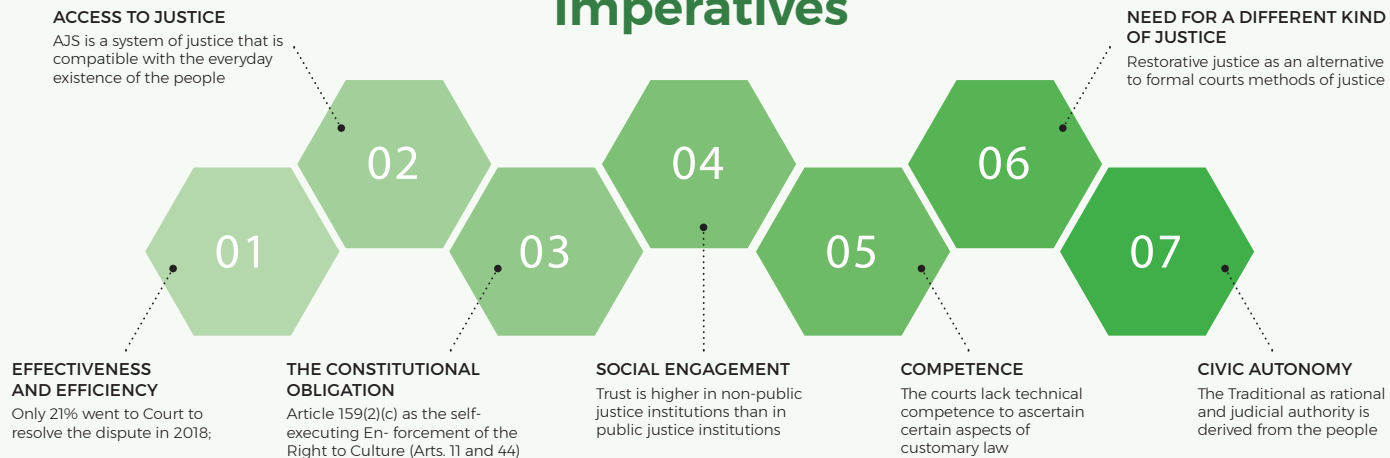 Imperatives
ACCESS TO JUSTICE
AJS is a system of justice that is
compatible with the everyday
existence of the people
NEED FOR A DIFFERENT KIND
OF JUSTICE
Restorative justice as an alternative
to formal courts methods of justice
02
04
06
01
03
05
07
EFFECTIVENESS
AND EFFICIENCY
Only 21% went to Court to
resolve the dispute in 2018;
THE CONSTITUTIONAL
OBLIGATION
Article 159(2)(c) as the self-
executing En- forcement of the
Right to Culture (Arts. 11 and 44)
SOCIAL ENGAGEMENT
Trust is higher in non-public
justice institutions than in
public justice institutions
COMPETENCE
The courts lack technical
competence to ascertain
certain aspects of
customary law
CIVIC AUTONOMY
The Traditional as rational
and judicial authority is
derived from the people